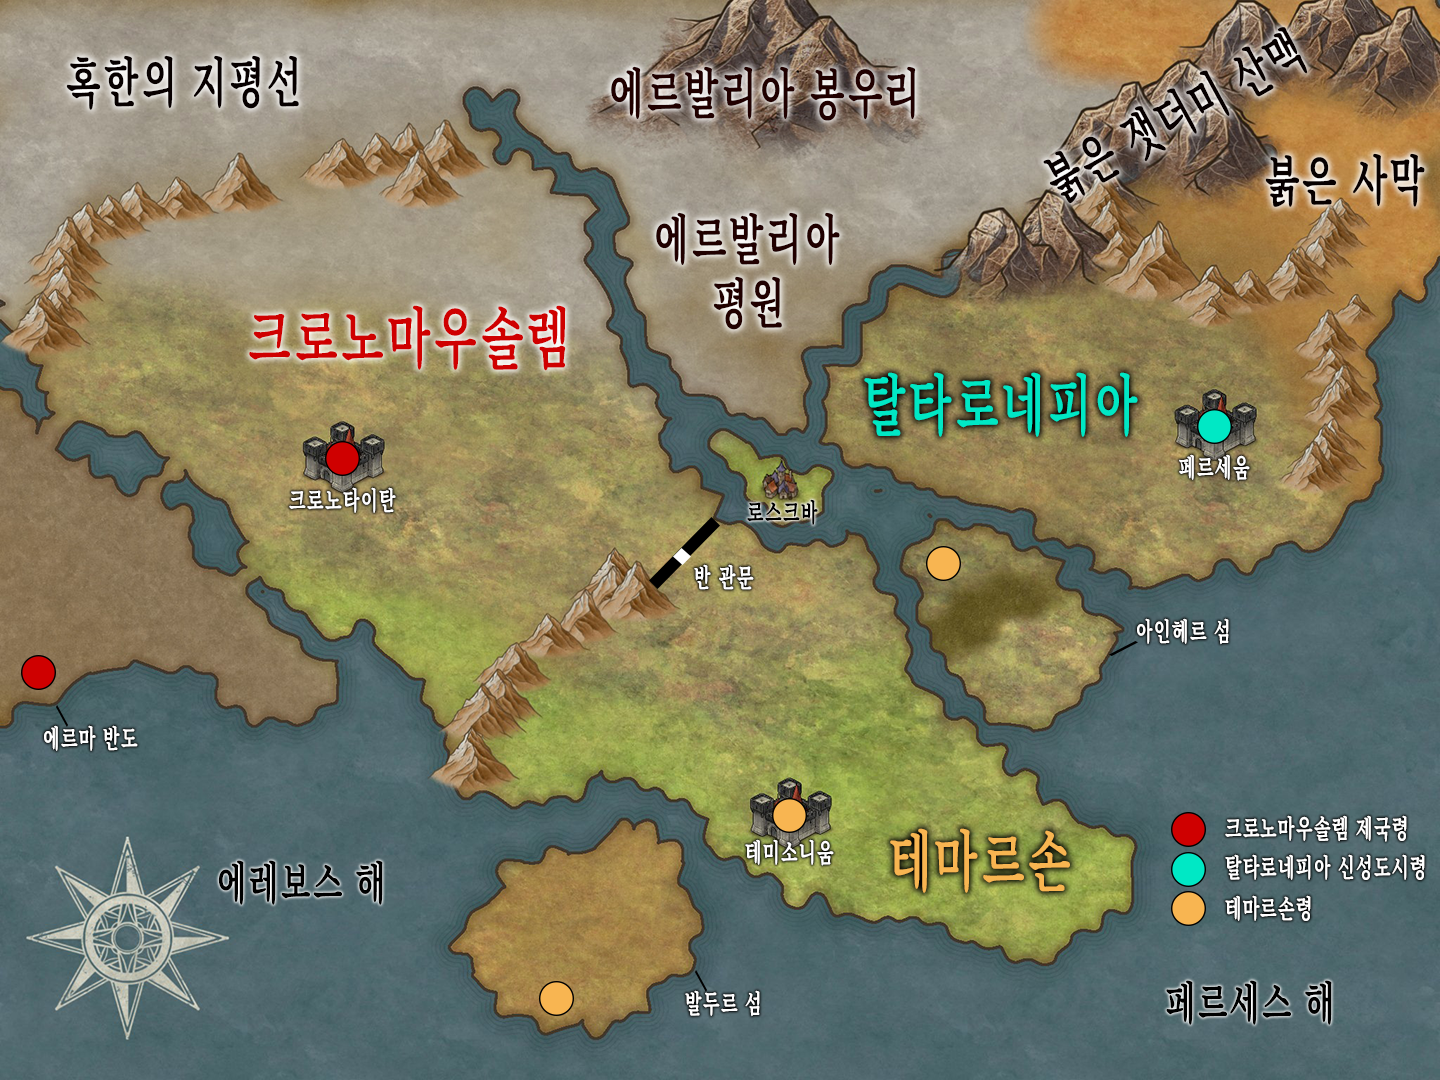 혹한의 지평선
에르발리아 봉우리
붉은 잿더미 산맥
붉은 사막
에르발리아
평원
크로노마우솔렘
탈타로네피아
페르세움
크로노타이탄
로스크바
반 관문
아인헤르 섬
에르마 반도
테미소니움
테마르손
에레보스 해
발두르 섬
페르세스 해
크로노마우솔렘 제국령
탈타로네피아 신성도시령
테마르손령